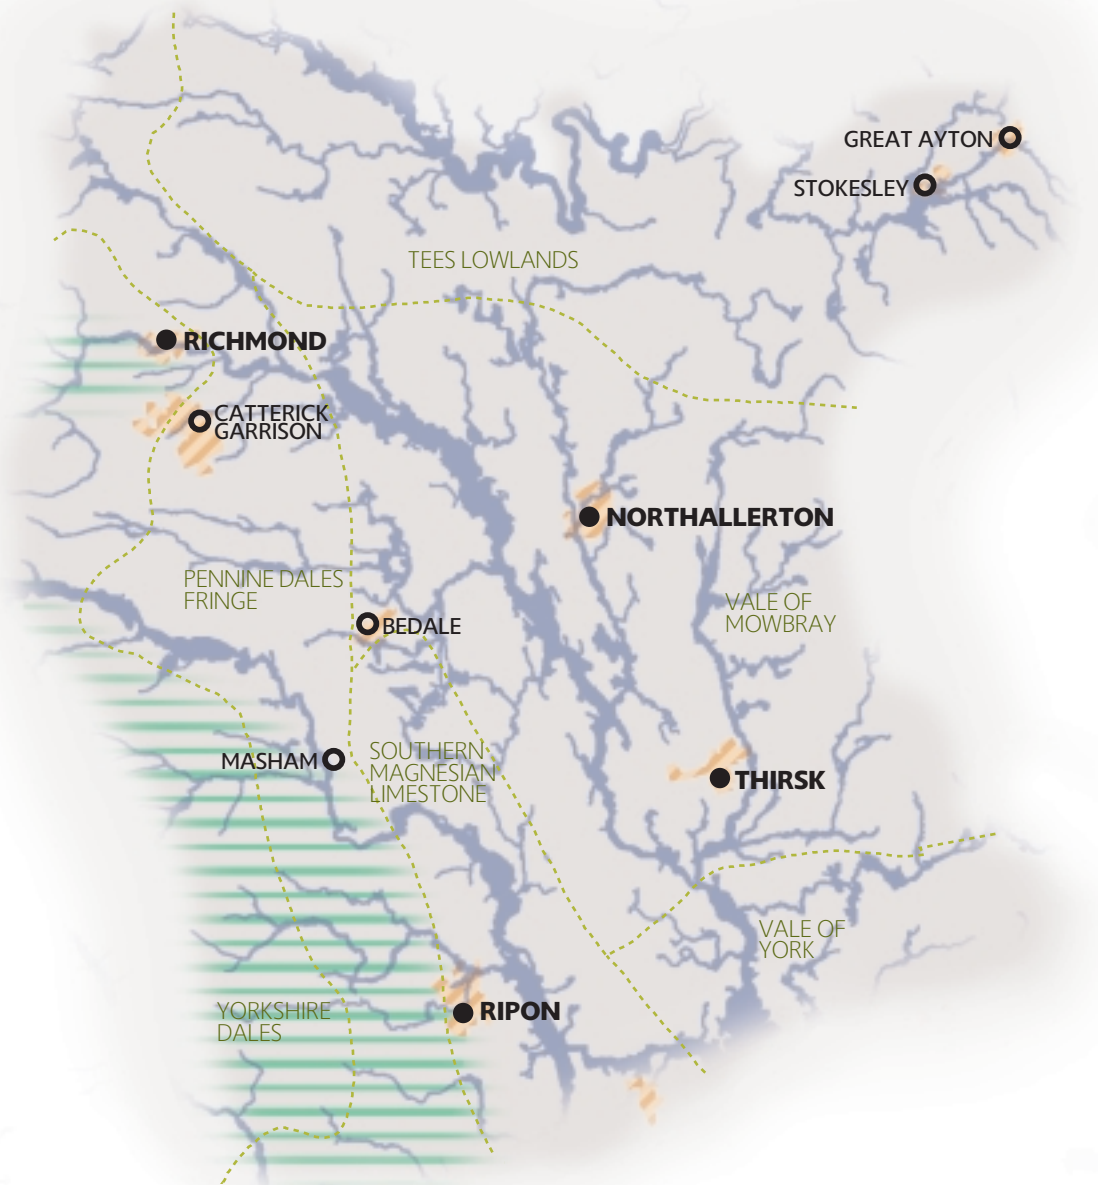 GREAT AYTON
STOKESLEY
TEES LOWLANDS
RICHMOND
CATTERICK
GARRISON
NORTHALLERTON
PENNINE DALES
FRINGE
VALE OF
MOWBRAY
BEDALE
SOUTHERN
MAGNESIAN
LIMESTONE
MASHAM
THIRSK
VALE OF
YORK
YORKSHIRE
DALES
RIPON